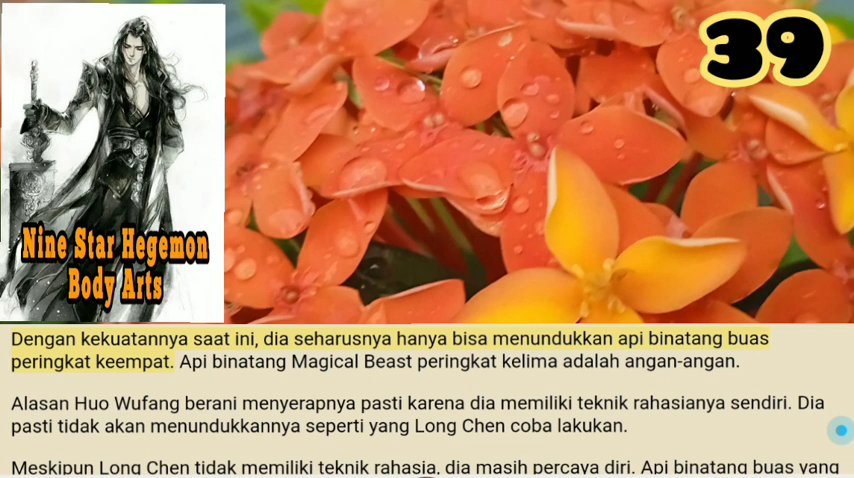 39
Nine Star Hegemon
Body Arts
Dengan kekuatannya saat ini, dia seharusnya hanya bisa menundukkan api binatang buas
peringkat keempat. Api binatang Magical Beast peringkat kelima adalah angan-angan.
Alasan Huo Wufang berani menyerapnya pasti karena dia memiliki teknik rahasianya sendiri. Dia
pasti tidak akan menundukkannya seperti yang Long Chen coba lakukan.
Meskipun Long Chen tidak memiliki teknik rahasia, dia masih percaya diri. Api binatang buas yang